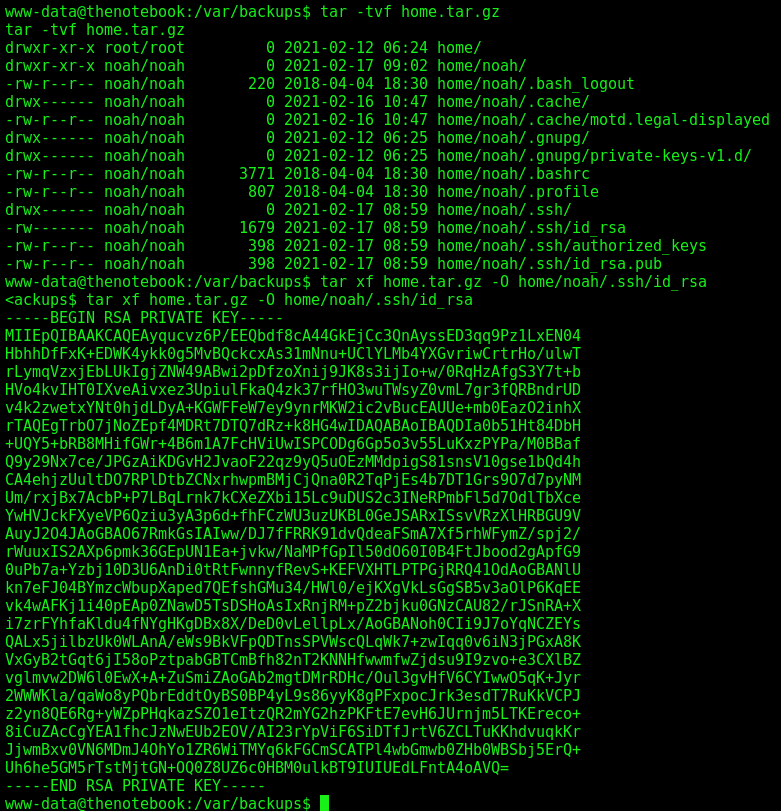 www-data@thenotebook:/var/backups$ tar -tvf home.tar.gz
tar -tvf home.tar.gz
drwxr-xr-x root/root         0 2021-02-12 06:24 home/
drwxr-xr-x noah/noah         0 2021-02-17 09:02 home/noah/
-rw-r--r-- noah/noah       220 2018-04-04 18:30 home/noah/.bash_logout
drwx------ noah/noah         0 2021-02-16 10:47 home/noah/.cache/
-rw-r--r-- noah/noah         0 2021-02-16 10:47 home/noah/.cache/motd.legal-displayed
drwx------ noah/noah         0 2021-02-12 06:25 home/noah/.gnupg/
drwx------ noah/noah         0 2021-02-12 06:25 home/noah/.gnupg/private-keys-v1.d/
-rw-r--r-- noah/noah      3771 2018-04-04 18:30 home/noah/.bashrc
-rw-r--r-- noah/noah       807 2018-04-04 18:30 home/noah/.profile
drwx------ noah/noah         0 2021-02-17 08:59 home/noah/.ssh/
-rw------- noah/noah      1679 2021-02-17 08:59 home/noah/.ssh/id_rsa
-rw-r--r-- noah/noah       398 2021-02-17 08:59 home/noah/.ssh/authorized_keys
-rw-r--r-- noah/noah       398 2021-02-17 08:59 home/noah/.ssh/id_rsa.pub
www-data@thenotebook:/var/backups$ tar xf home.tar.gz -O home/noah/.ssh/id_rsa
<ackups$ tar xf home.tar.gz -O home/noah/.ssh/id_rsa
-----BEGIN RSA PRIVATE KEY-----
MIIEpQIBAAKCAQEAyqucvz6P/EEQbdf8cA44GkEjCc3QnAyssED3qq9Pz1LxEN04
HbhhDfFxK+EDWK4ykk0g5MvBQckcxAs31mNnu+UClYLMb4YXGvriwCrtrHo/ulwT
rLymqVzxjEbLUkIgjZNW49ABwi2pDfzoXnij9JK8s3ijIo+w/0RqHzAfgS3Y7t+b
HVo4kvIHT0IXveAivxez3UpiulFkaQ4zk37rfHO3wuTWsyZ0vmL7gr3fQRBndrUD
v4k2zwetxYNt0hjdLDyA+KGWFFeW7ey9ynrMKW2ic2vBucEAUUe+mb0EazO2inhX
rTAQEgTrbO7jNoZEpf4MDRt7DTQ7dRz+k8HG4wIDAQABAoIBAQDIa0b51Ht84DbH
+UQY5+bRB8MHifGWr+4B6m1A7FcHViUwISPCODg6Gp5o3v55LuKxzPYPa/M0BBaf
Q9y29Nx7ce/JPGzAiKDGvH2JvaoF22qz9yQ5uOEzMMdpigS81snsV10gse1bQd4h
CA4ehjzUultDO7RPlDtbZCNxrhwpmBMjCjQna0R2TqPjEs4b7DT1Grs9O7d7pyNM
Um/rxjBx7AcbP+P7LBqLrnk7kCXeZXbi15Lc9uDUS2c3INeRPmbFl5d7OdlTbXce
YwHVJckFXyeVP6Qziu3yA3p6d+fhFCzWU3uzUKBL0GeJSARxISsvVRzXlHRBGU9V
AuyJ2O4JAoGBAO67RmkGsIAIww/DJ7fFRRK91dvQdeaFSmA7Xf5rhWFymZ/spj2/
rWuuxIS2AXp6pmk36GEpUN1Ea+jvkw/NaMPfGpIl50dO60I0B4FtJbood2gApfG9
0uPb7a+Yzbj10D3U6AnDi0tRtFwnnyfRevS+KEFVXHTLPTPGjRRQ41OdAoGBANlU
kn7eFJ04BYmzcWbupXaped7QEfshGMu34/HWl0/ejKXgVkLsGgSB5v3aOlP6KqEE
vk4wAFKj1i40pEAp0ZNawD5TsDSHoAsIxRnjRM+pZ2bjku0GNzCAU82/rJSnRA+X
i7zrFYhfaKldu4fNYgHKgDBx8X/DeD0vLellpLx/AoGBANoh0CIi9J7oYqNCZEYs
QALx5jilbzUk0WLAnA/eWs9BkVFpQDTnsSPVWscQLqWk7+zwIqq0v6iN3jPGxA8K
VxGyB2tGqt6jI58oPztpabGBTCmBfh82nT2KNNHfwwmfwZjdsu9I9zvo+e3CXlBZ
vglmvw2DW6l0EwX+A+ZuSmiZAoGAb2mgtDMrRDHc/Oul3gvHfV6CYIwwO5qK+Jyr
2WWWKla/qaWo8yPQbrEddtOyBS0BP4yL9s86yyK8gPFxpocJrk3esdT7RuKkVCPJ
z2yn8QE6Rg+yWZpPHqkazSZO1eItzQR2mYG2hzPKFtE7evH6JUrnjm5LTKEreco+
8iCuZAcCgYEA1fhcJzNwEUb2EOV/AI23rYpViF6SiDTfJrtV6ZCLTuKKhdvuqkKr
JjwmBxv0VN6MDmJ4OhYo1ZR6WiTMYq6kFGCmSCATPl4wbGmwb0ZHb0WBSbj5ErQ+
Uh6he5GM5rTstMjtGN+OQ0Z8UZ6c0HBM0ulkBT9IUIUEdLFntA4oAVQ=
-----END RSA PRIVATE KEY-----
www-data@thenotebook:/var/backups$